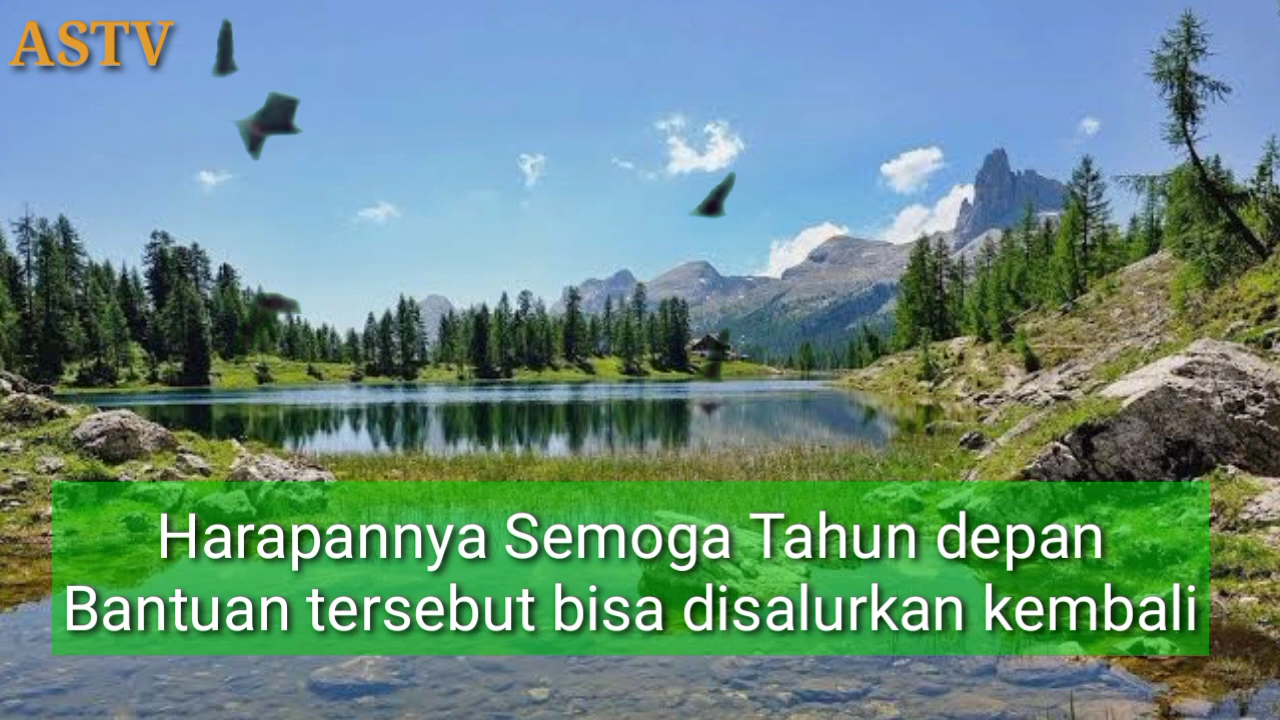 ASTV
Harapannya Semoga Tahun depan
Bantuan tersebut bisa disalurkan kembali